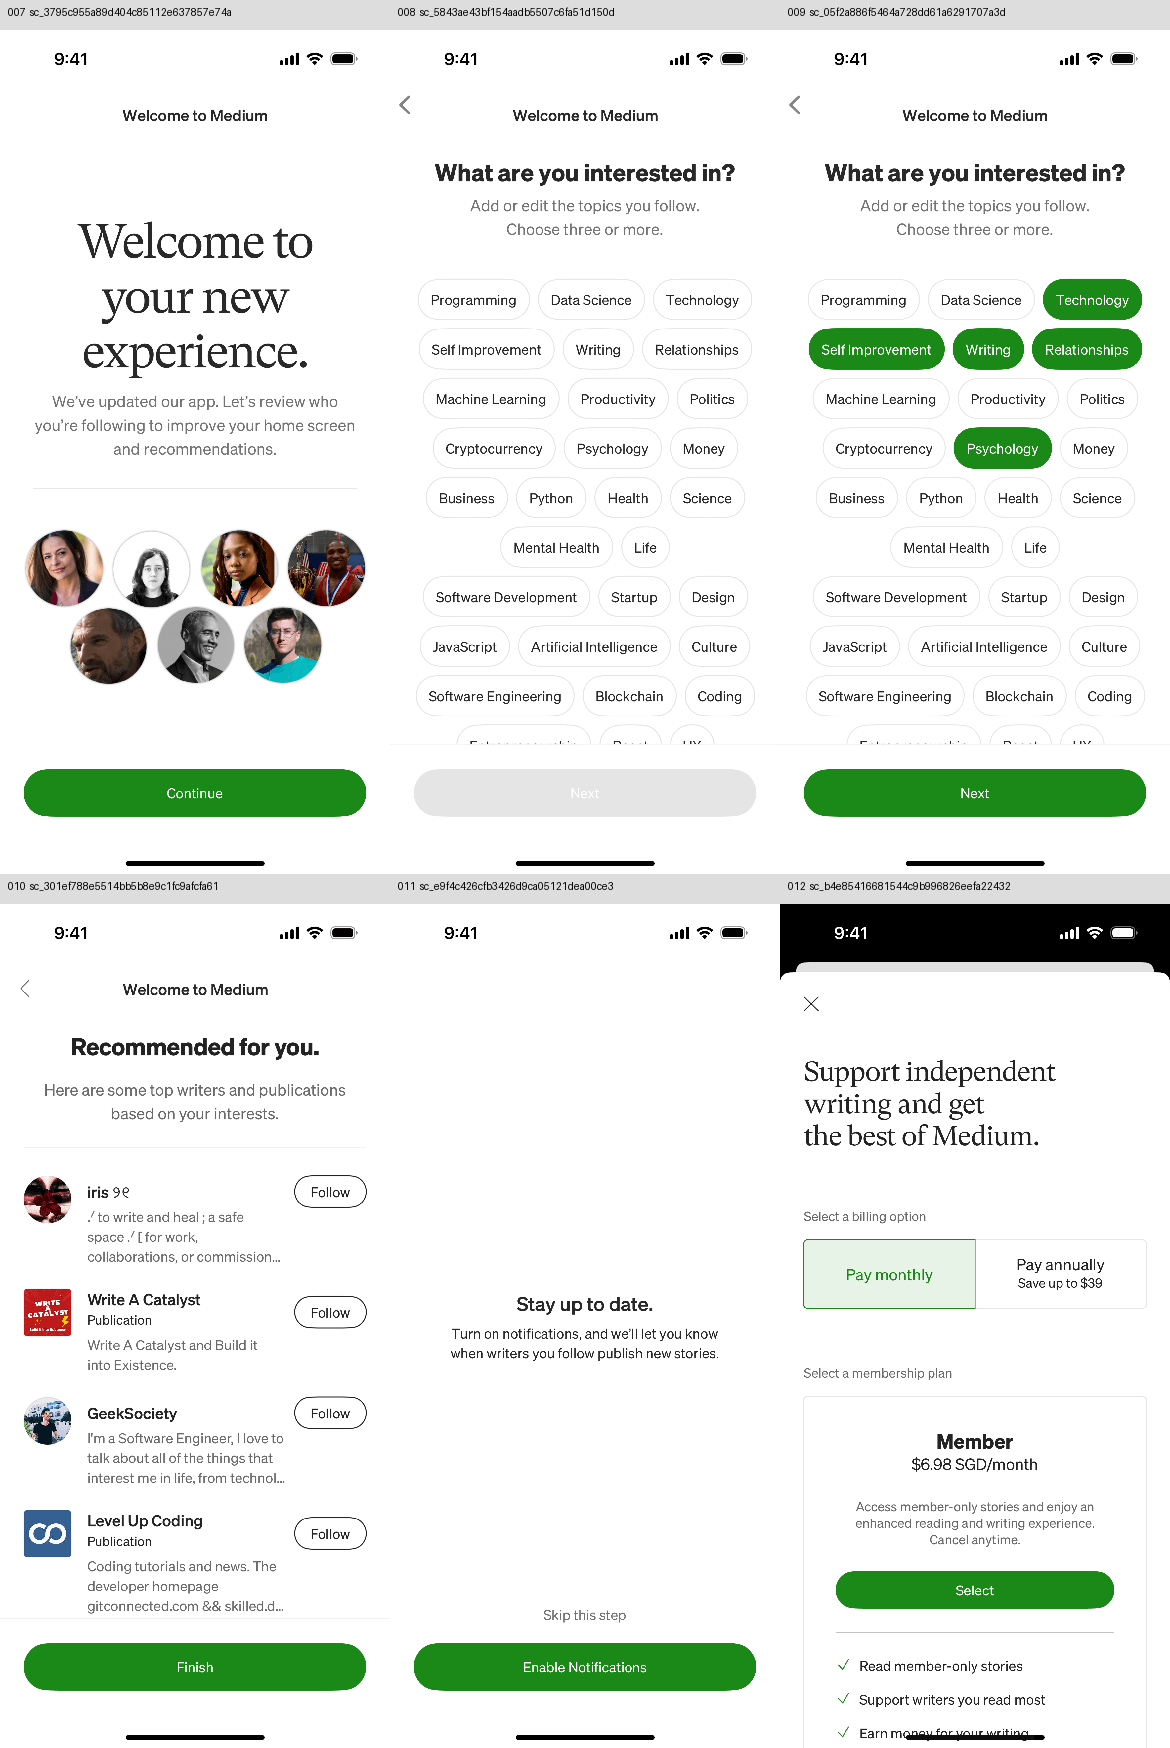 007 sc_3795c955a89d404c85112e637857e74a
9:41
Welcome to Medium
Welcome to
your new
experience.
We've updated our app. Let's review who
you're following to improve your home screen
and recommendations.
Continue
008 sc_5843ae43bf154aadb5507c6fa51d150d
9:41
Welcome to Medium
What are you interested in?
Add or edit the topics you follow.
Choose three or more.
Programming Data Science Technology
Self Improvement Writing Relationships
Machine Learning Productivity Politics
Cryptocurrency Psychology Money
Business Python Health Science
Mental Health Life
Software Development Startup Design
JavaScript Artificial Intelligence Culture
Software Engineering Blockchain Coding
Entrepreneurship React UX
Next
009 sc_05f2a886f5464a728dd61a6291707a3d
9:41
Welcome to Medium
What are you interested in?
Add or edit the topics you follow.
Choose three or more.
Programming Data Science Technology
Self Improvement Writing Relationships
Machine Learning Productivity Politics
Cryptocurrency Psychology Money
Business Python Health Science
Mental Health Life
Software Development Startup Design
JavaScript Artificial Intelligence Culture
Software Engineering Blockchain Coding
Entrepreneurship React UX
Next
010 sc_301ef788e5514bb5b8e9c1fc9afcfa61
9:41
Welcome to Medium
Recommended for you.
Here are some top writers and publications
based on your interests.
iris ୨୧
Follow
./ to write and heal ; a safe
space ./ [ for work,
collaborations, or commission...
WRITE
A
CATALYST
Write A Catalyst
Publication
Follow
Write A Catalyst and Build it
into Existence.
GeekSociety
Follow
I'm a Software Engineer, I love to
talk about all of the things that
interest me in life, from technol...
Level Up Coding
Publication
Follow
Coding tutorials and news. The
developer homepage
gitconnected.com && skilled.d...
Finish
011 sc_e9f4c426cfb3426d9ca05121dea00ce3
9:41
Stay up to date.
Turn on notifications, and we'll let you know
when writers you follow publish new stories.
Skip this step
Enable Notifications
012 sc_b4e85416681544c9b996826eefa22432
9:41
Support independent
writing and get
the best of Medium.
Select a billing option
Pay monthly
Pay annually
Save up to $39
Select a membership plan
Member
$6.98 SGD/month
Access member-only stories and enjoy an
enhanced reading and writing experience.
Cancel anytime.
Select
Read member-only stories
Support writers you read most
Earn money for your writing